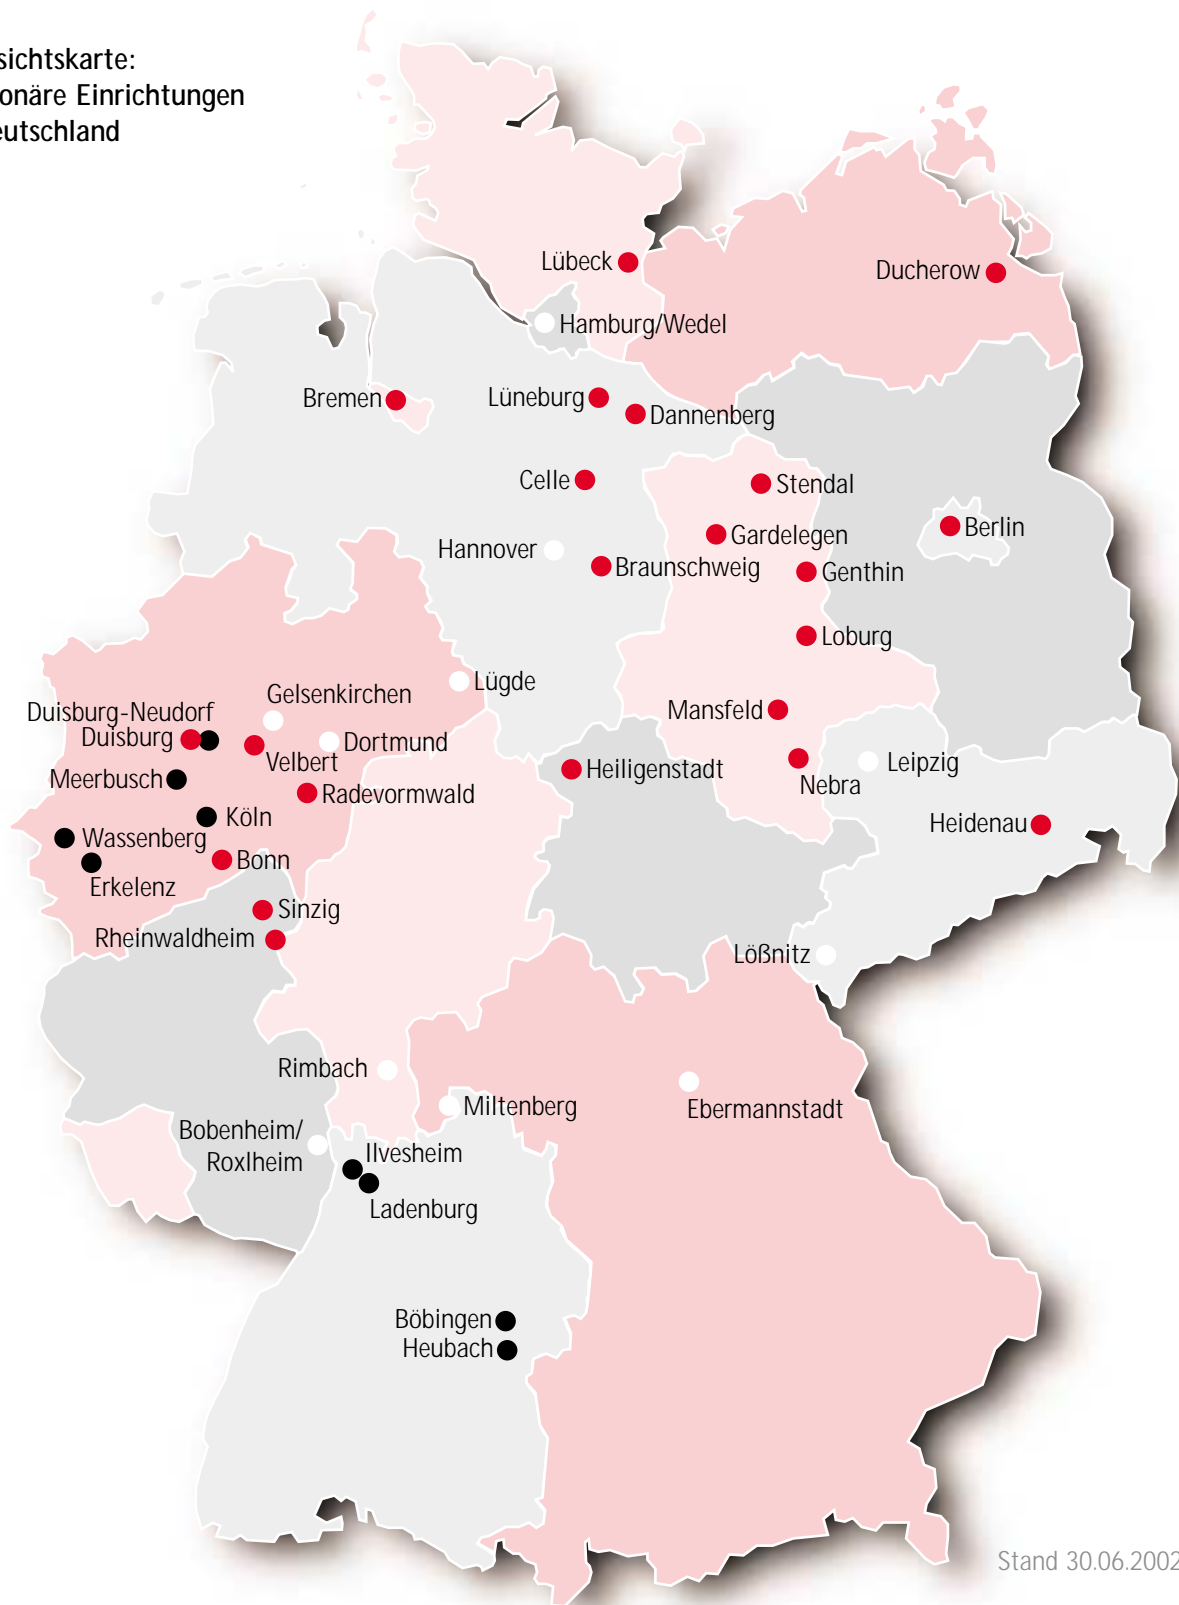 sichtskarte:
onäre Einrichtungen
eutschland
Lübeck
Ducherow
Hamburg/Wedel
Bremen
Lüneburg
Dannenberg
Celle
Stendal
Berlin
Gardelegen
Hannover
Braunschweig
Genthin
Loburg
Lügde
Gelsenkirchen
Mansfeld
Duisburg-Neudorf
Duisburg
Dortmund
Velbert
Heiligenstadt
Leipzig
Nebra
Meerbusch
Radevormwald
Köln
Heidenau
Wassenberg
Bonn
Erkelenz
Sinzig
Rheinwaldheim
Lößnitz
Rimbach
Miltenberg
Ebermannstadt
Bobenheim/
Roxlheim
Ilvesheim
Ladenburg
Böbingen
Heubach
Stand 30.06.2002